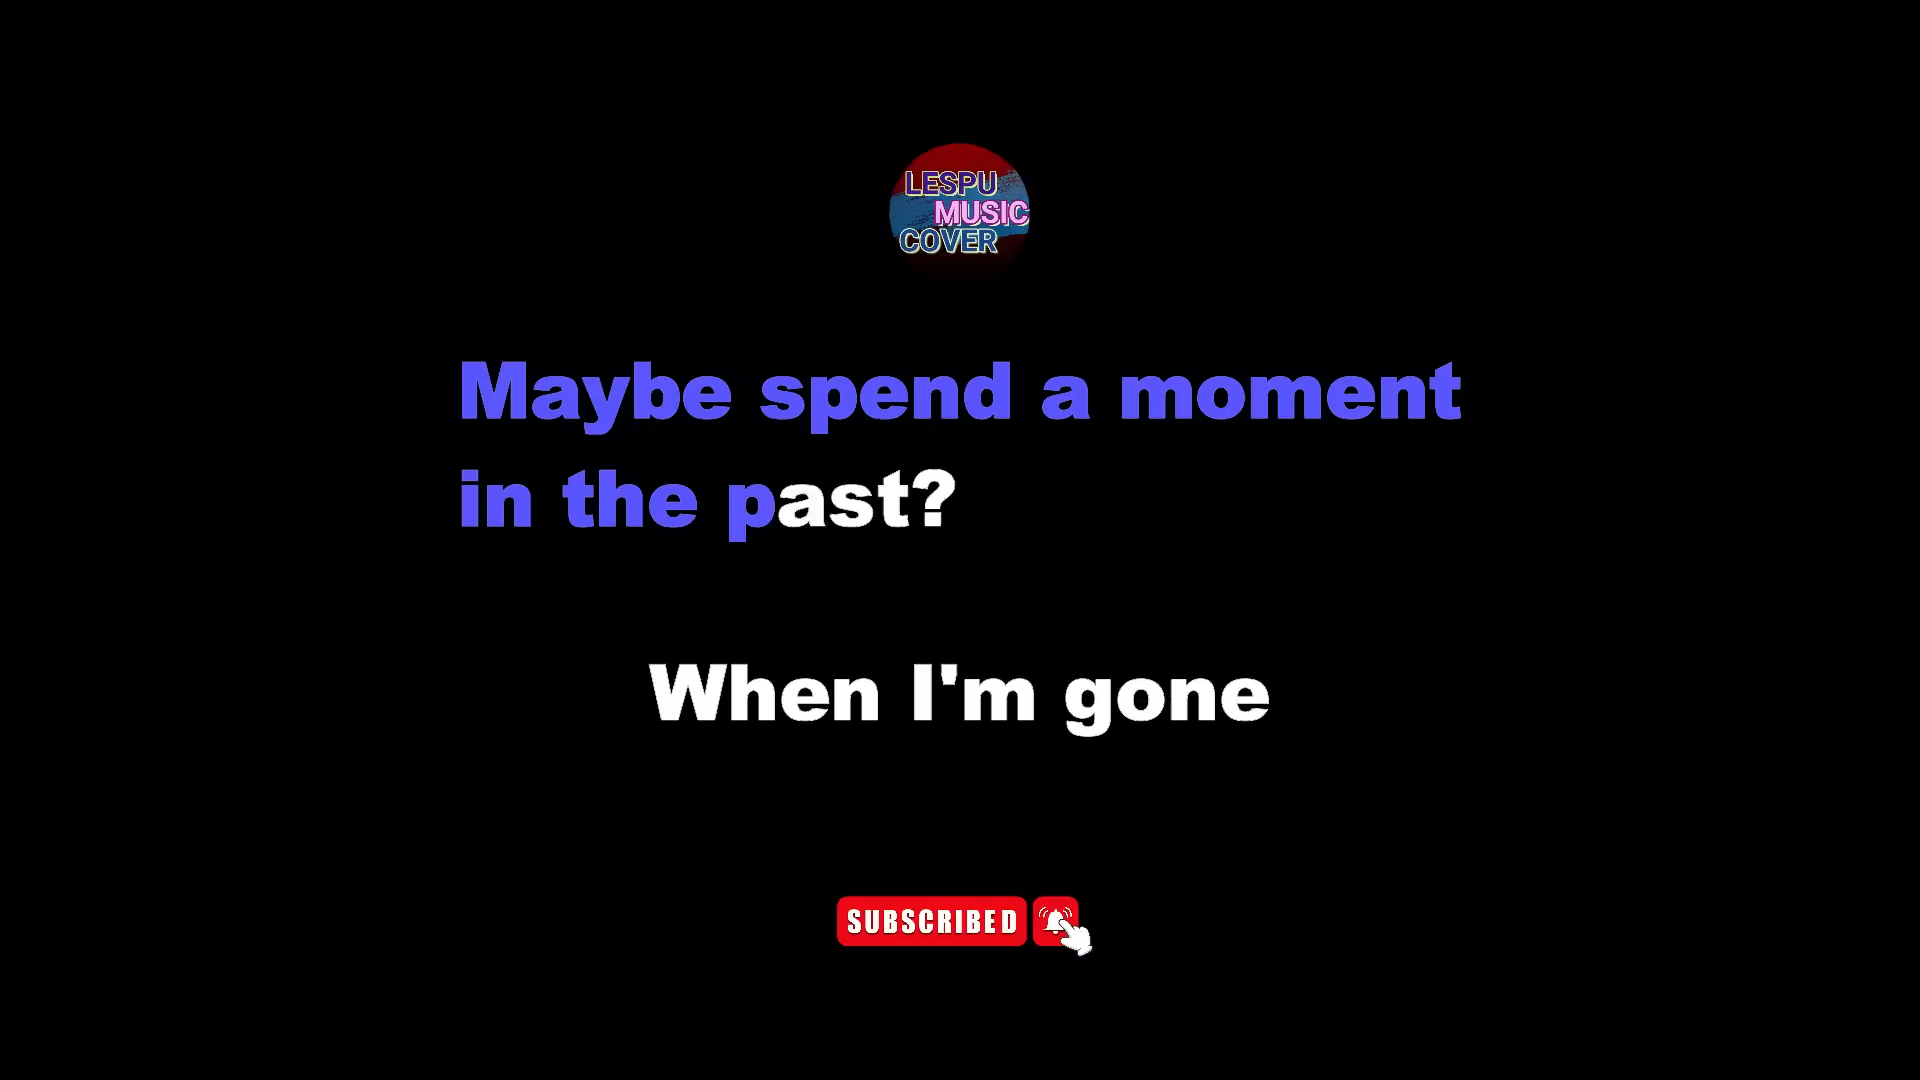 LESPU
MUSIC
COVER
Maybe spend a moment
in the past?
When I'm gone
SUBSCRIBED